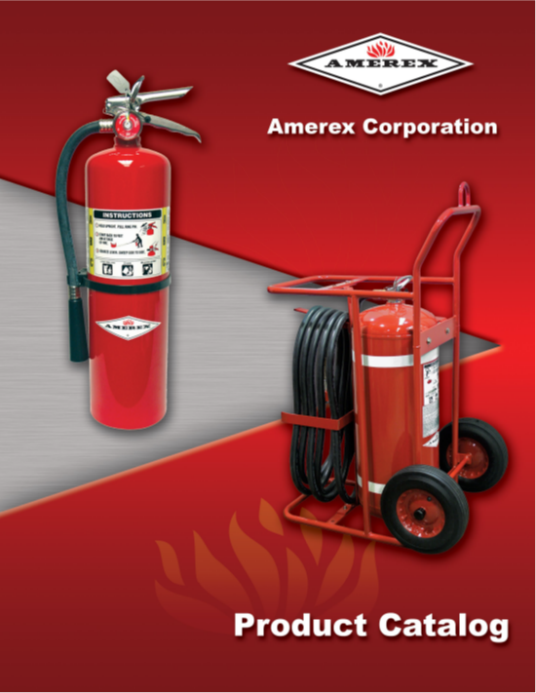 AMEREX
®
Amerex Corporation
INSTRUCTIONS
AMEREX
Product Catalog